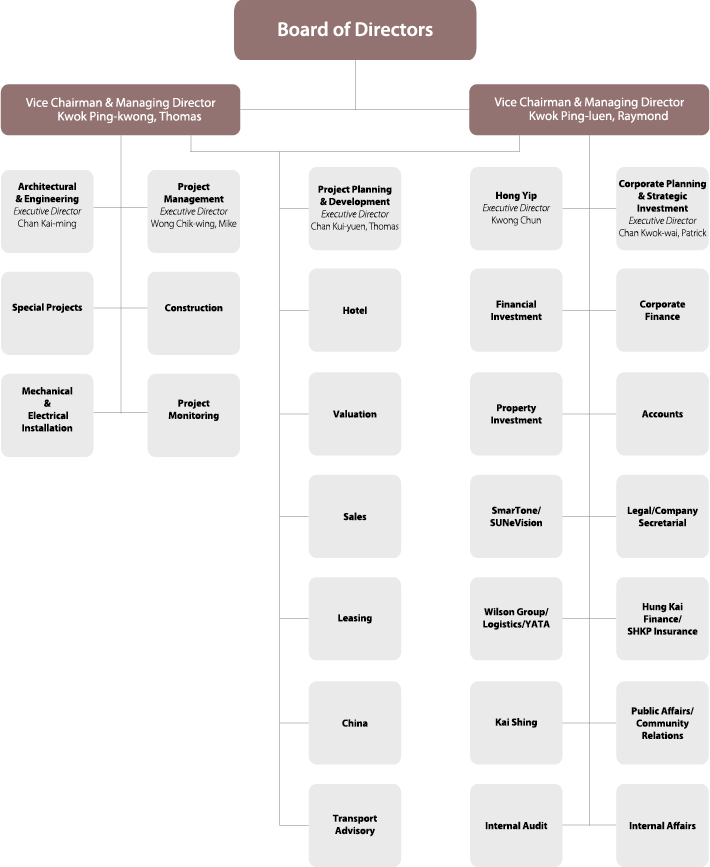 Board of Directors
Vice Chairman & Managing Director
Kwok Ping-kwong, Thomas
Vice Chairman & Managing Director
Kwok Ping-luen, Raymond
Architectural
& Engineering
Executive Director
Chan Kai-ming
Project
Management
Executive Director
Wong Chik-wing, Mike
Project Planning
& Development
Executive Director
Chan Kui-yuen, Thomas
Hong Yip
Executive Director
Kwong Chun
Corporate Planning
& Strategic
Investment
Executive Director
Chan Kwok-wai, Patrick
Special Projects
Construction
Hotel
Financial
Investment
Corporate
Finance
Mechanical
&
Electrical
Installation
Project
Monitoring
Valuation
Property
Investment
Accounts
Sales
SmarTone/
SUNeVision
Legal/Company
Secretarial
Leasing
Wilson Group/
Logistics/YATA
Hung Kai
Finance/
SHKP Insurance
China
Kai Shing
Public Affairs/
Community
Relations
Transport
Advisory
Internal Audit
Internal Affairs